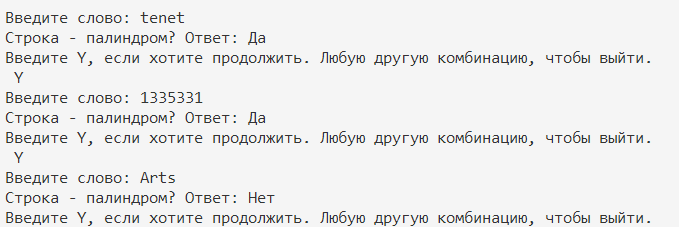 Введите слово: tenet
Строка - палиндром? Ответ: Да
Введите Y, если хотите продолжить. Любую другую комбинацию, чтобы выйти.
Y
Введите слово: 1335331
Строка - палиндром? Ответ: Да
Введите Y, если хотите продолжить. Любую другую комбинацию, чтобы выйти.
Y
Введите слово: Arts
Строка - палиндром? Ответ: Нет
Введите Y, если хотите продолжить. Любую другую комбинацию, чтобы выйти.